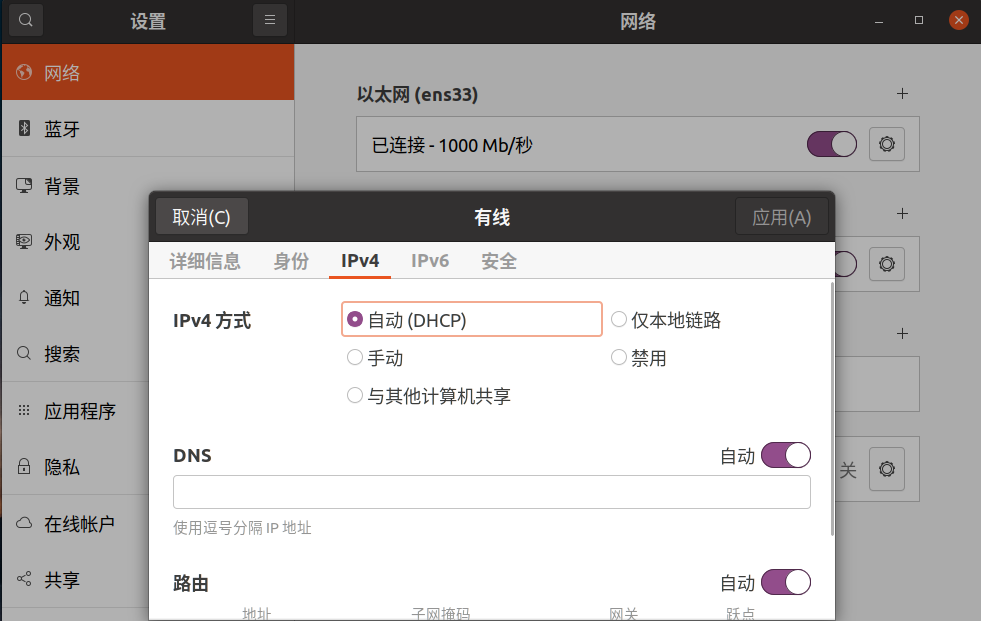 设置
网络
网络
以太网 (ens33)
蓝牙
已连接 - 1000 Mb/秒
背景
取消(C)
有线
应用(A)
外观
详细信息 身份 IPv4 IPv6 安全
通知
IPv4 方式
自动 (DHCP)
仅本地链路
搜索
手动
禁用
与其他计算机共享
应用程序
DNS
自动
隐私
关
在线帐户
使用逗号分隔 IP 地址
共享
路由
自动
地址 子网掩码 网关 跃点